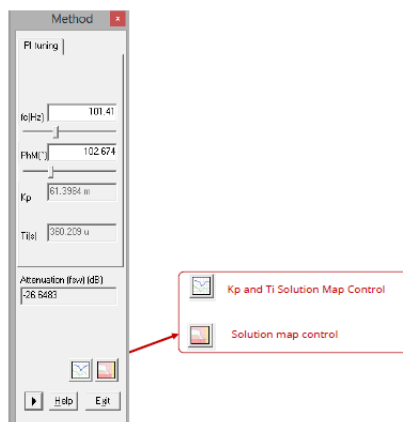 Method
x
PI tuning
fc(Hz) 101.41
PhM(°) 102.674
Kp 61.3984 m
Ti(s) 360.209 u
Attenuation (fsw) (dB)
-26.6483
Kp and Ti Solution Map Control
Solution map control
Help Exit